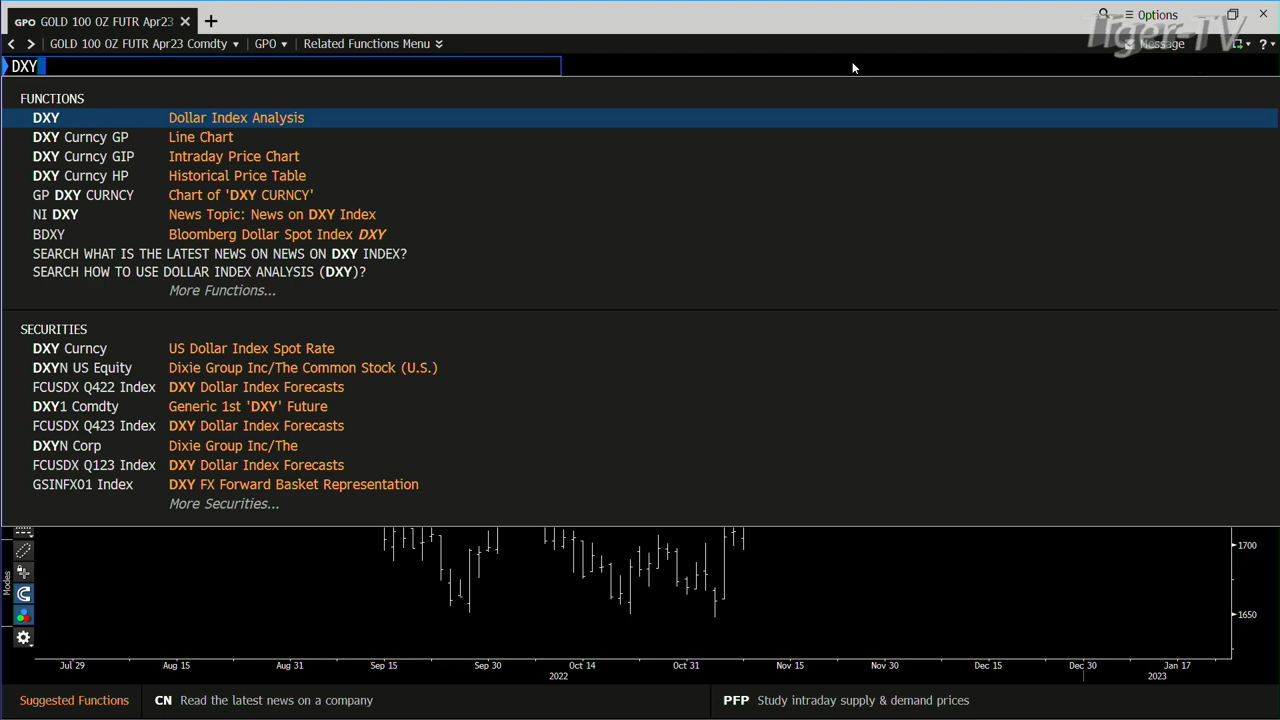 GPO GOLD 100 OZ FUTR Apr23
Options
GOLD 100 OZ FUTR Apr23 Comdty GPO Related Functions Menu
Message
Tiger-TV
DXY
FUNCTIONS
DXY Dollar Index Analysis
DXY Curncy GP Line Chart
DXY Curncy GIP Intraday Price Chart
DXY Curncy HP Historical Price Table
GP DXY CURNCY Chart of 'DXY CURNCY'
NI DXY News Topic: News on DXY Index
BDXY Bloomberg Dollar Spot Index DXY
SEARCH WHAT IS THE LATEST NEWS ON NEWS ON DXY INDEX?
SEARCH HOW TO USE DOLLAR INDEX ANALYSIS (DXY)?
More Functions...
SECURITIES
DXY Curncy US Dollar Index Spot Rate
DXYN US Equity Dixie Group Inc/The Common Stock (U.S.)
FCUSDX Q422 Index DXY Dollar Index Forecasts
DXY1 Comdty Generic 1st 'DXY' Future
FCUSDX Q423 Index DXY Dollar Index Forecasts
DXYN Corp Dixie Group Inc/The
FCUSDX Q123 Index DXY Dollar Index Forecasts
GSINFX01 Index DXY FX Forward Basket Representation
More Securities...
1700
Modes
1650
Jul 29 Aug 15 Aug 31 Sep 15 Sep 30 Oct 14 Oct 31 Nov 15 Nov 30 Dec 15 Dec 30 Jan 17
2022 2023
Suggested Functions CN Read the latest news on a company PFP Study intraday supply & demand prices